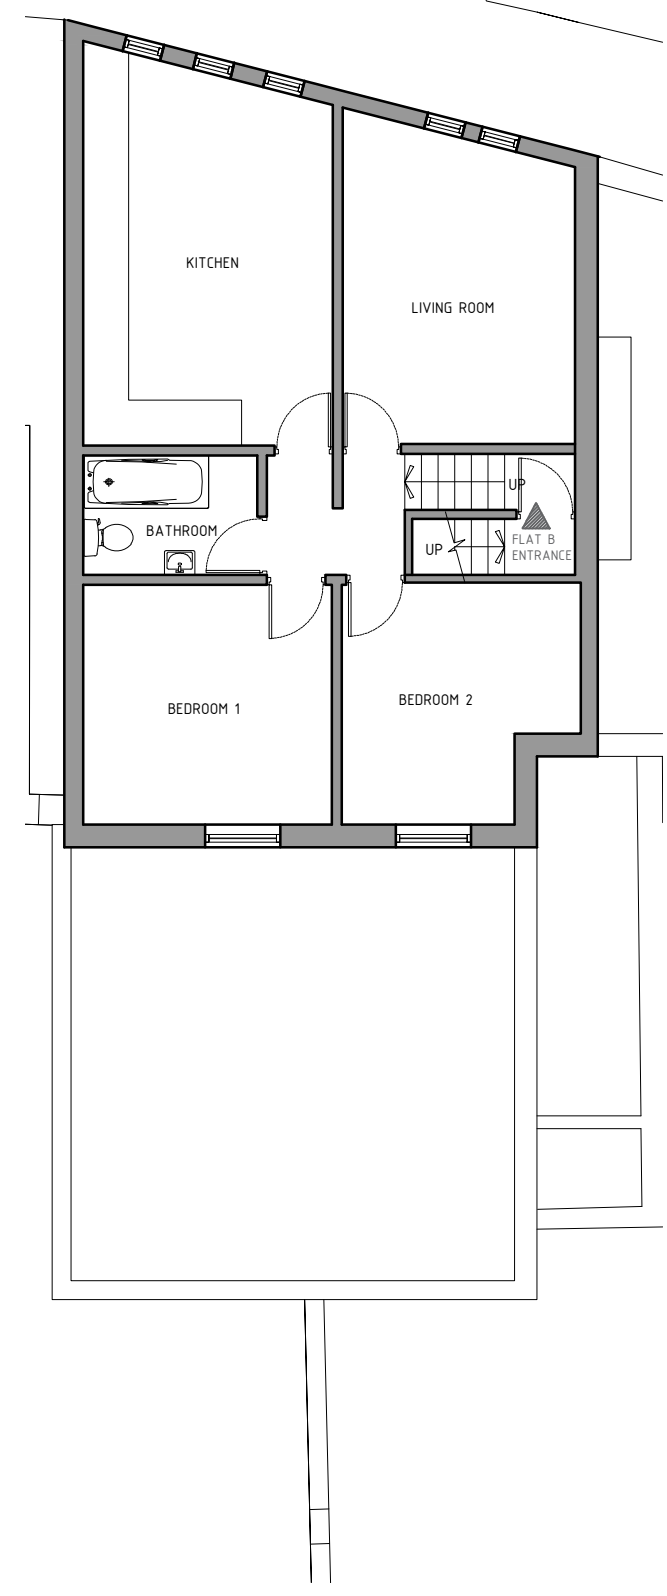 KITCHEN
LIVING ROOM
UP
BATHROOM
FLAT B
ENTRANCE
UP
BEDROOM 1
BEDROOM 2